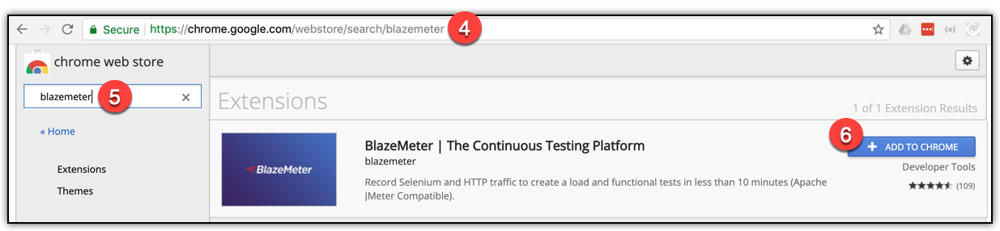 Secure https://chrome.google.com/webstore/search/blazemeter 4
chrome web store
blazemeter 5
Extensions
1 of 1 Extension Results
« Home
Extensions
Themes
BlazeMeter
BlazeMeter | The Continuous Testing Platform
blazemeter
Record Selenium and HTTP traffic to create a load and functional tests in less than 10 minutes (Apache
JMeter Compatible).
6
ADD TO CHROME
Developer Tools
(109)